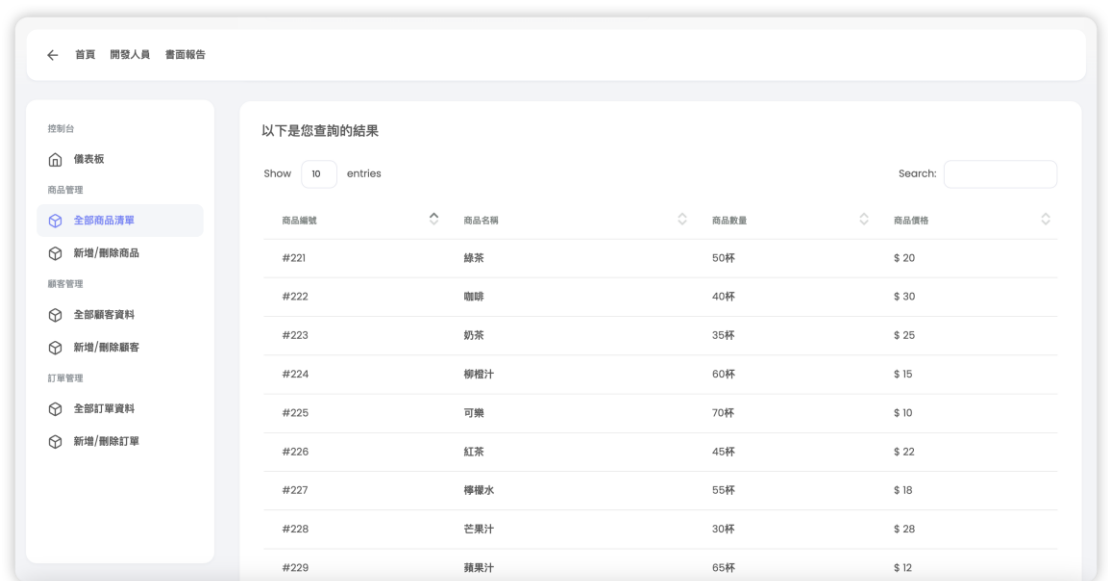 首頁 開發人員 書面報告
控制台
儀表板
商品管理
全部商品清單
新增/刪除商品
顧客管理
全部顧客資料
新增/刪除顧客
訂單管理
全部訂單資料
新增/刪除訂單
以下是您查詢的結果
Show 10 entries
Search:
商品編號 商品名稱 商品數量 商品價格
#221 綠茶 50杯 $ 20
#222 咖啡 40杯 $ 30
#223 奶茶 35杯 $ 25
#224 柳橙汁 60杯 $ 15
#225 可樂 70杯 $ 10
#226 紅茶 45杯 $ 22
#227 檸檬水 55杯 $ 18
#228 芒果汁 30杯 $ 28
#229 蘋果汁 65杯 $ 12